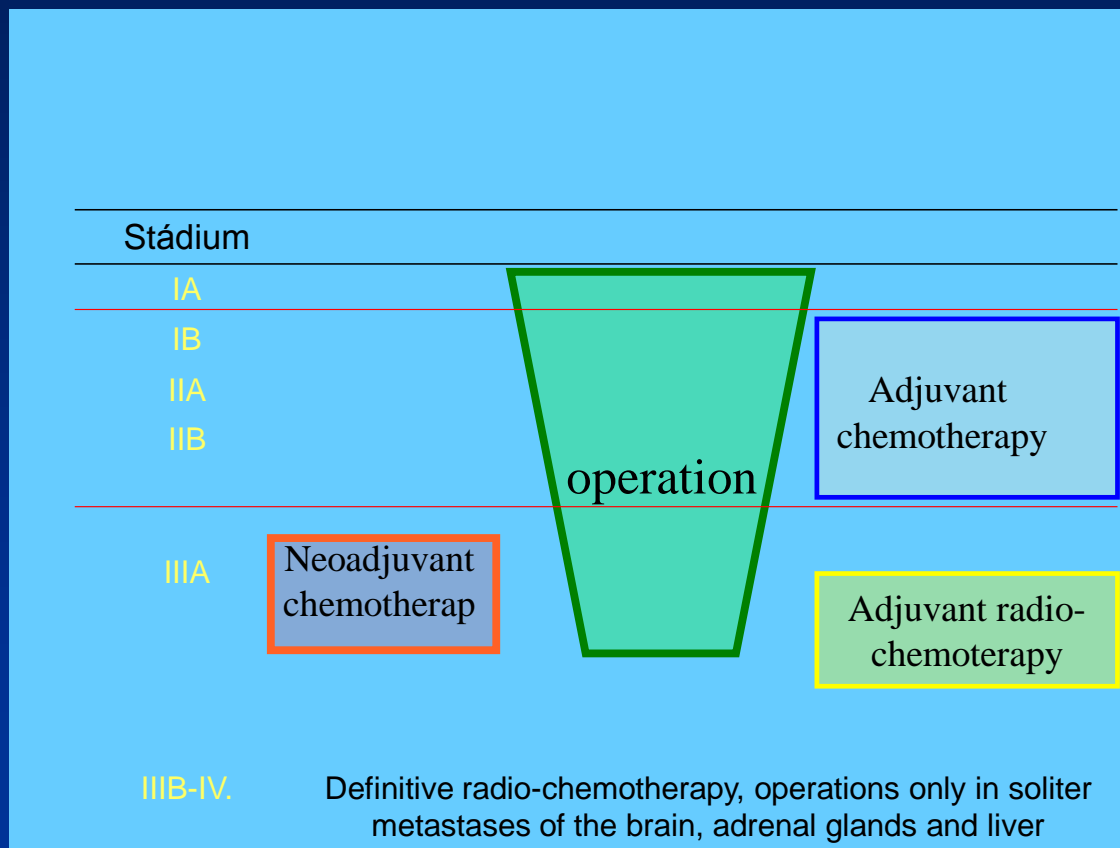 Stádium
IA
IB
IIA
IIB
Adjuvant
chemotherapy
operation
IIIA
Neoadjuvant
chemotherap
Adjuvant radio-
chemoterapy
IIIB-IV.
Definitive radio-chemotherapy, operations only in soliter
metastases of the brain, adrenal glands and liver